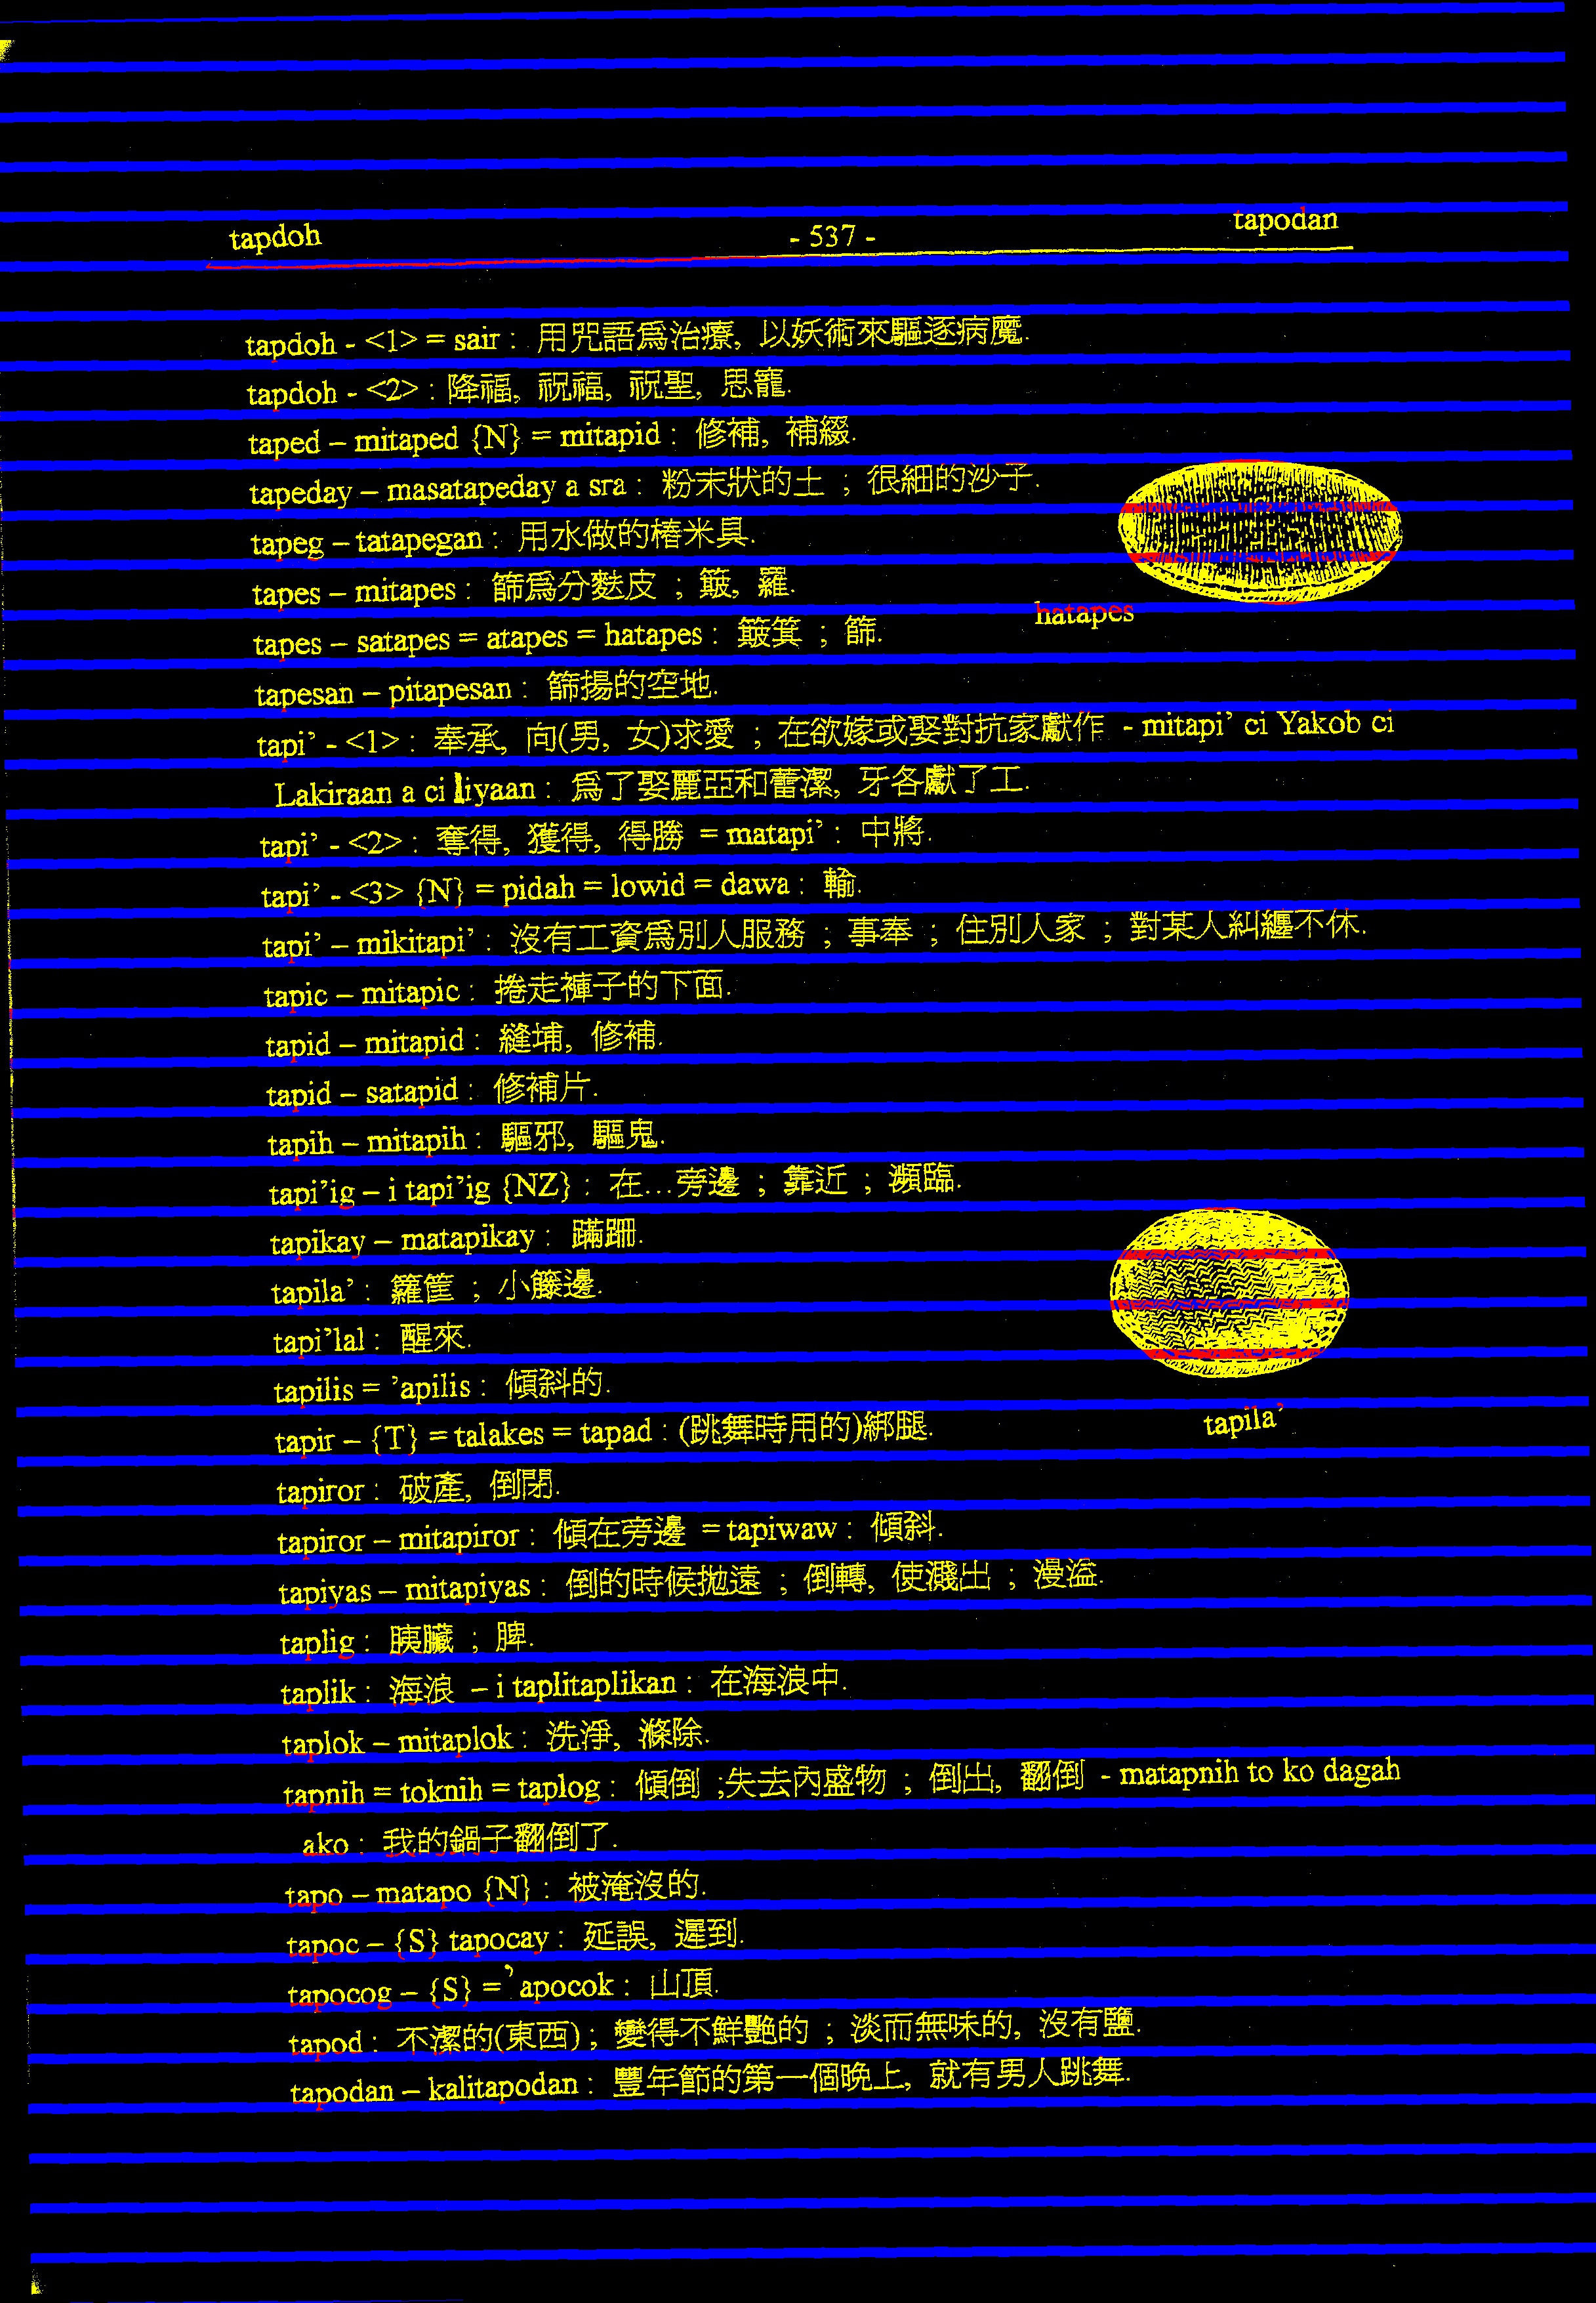 tapdoh - 537 - tapodan
tapdoh - <1> = sair : 用咒語爲治療, 以妖術來驅逐病魔.
tapdoh - <2> : 降福, 祝福, 祝聖, 恩寵.
taped – mitaped {N} = mitapid : 修補, 補綴.
tapeday – masatapeday a sra : 粉末狀的土 ; 很細的沙子.
tapeg – tatapegan : 用水做的樁米具.
tapes – mitapes : 篩爲分麩皮 ; 簸, 羅.
hatapes
tapes – satapes = atapes = hatapes : 簸箕 ; 篩.
tapesan – pitapesan : 篩揚的空地.
tapi’ - <1> : 奉承, 向(男, 女)求愛 ; 在欲嫁或娶對抗家獻作 - mitapi’ ci Yakob ci
Lakiraan a ci liyaan : 爲了娶麗亞和蕾潔, 牙各獻了工.
tapi’ - <2> : 奪得, 獲得, 得勝 = matapi’ : 中將.
tapi’ - <3> {N} = pidah = lowid = dawa : 輸.
tapi’ – mikitapi’ : 沒有工資爲別人服務 ; 事奉 ; 住別人家 ; 對某人糾纏不休.
tapic – mitapic : 捲走褲子的下面.
tapid – mitapid : 縫埔, 修補.
tapid – satapid : 修補片.
tapih – mitapih : 驅邪, 驅鬼.
tapi’ig – i tapi’ig {NZ} : 在…旁邊 ; 靠近 ; 瀕臨.
tapikay – matapikay : 蹣跚.
tapila’ : 籮筐 ; 小籐邊.
tapi’lal : 醒來.
tapilis = ’apilis : 傾斜的.
tapir – {T} = talakes = tapad : (跳舞時用的)綁腿.
tapila’
tapiror : 破產, 倒閉.
tapiror – mitapiror : 傾在旁邊 = tapiwaw : 傾斜.
tapiyas – mitapiyas : 倒的時候拋遠 ; 倒轉, 使濺出 ; 漫溢.
taplig : 胰臟 ; 脾.
taplik : 海浪 – i taplitaplikan : 在海浪中.
taplok – mitaplok : 洗淨, 滌除.
tapnih = toknih = taplog : 傾倒 ;失去內盛物 ; 倒出, 翻倒 - matapnih to ko dagah
ako : 我的鍋子翻倒了.
tapo – matapo {N} : 被淹沒的.
tapoc – {S} tapocay : 延誤, 遲到.
tapocog – {S} =’apocok : 山頂.
tapod : 不潔的(東西) ; 變得不鮮艷的 ; 淡而無味的, 沒有鹽.
tapodan – kalitapodan : 豐年節的第一個晚上, 就有男人跳舞.